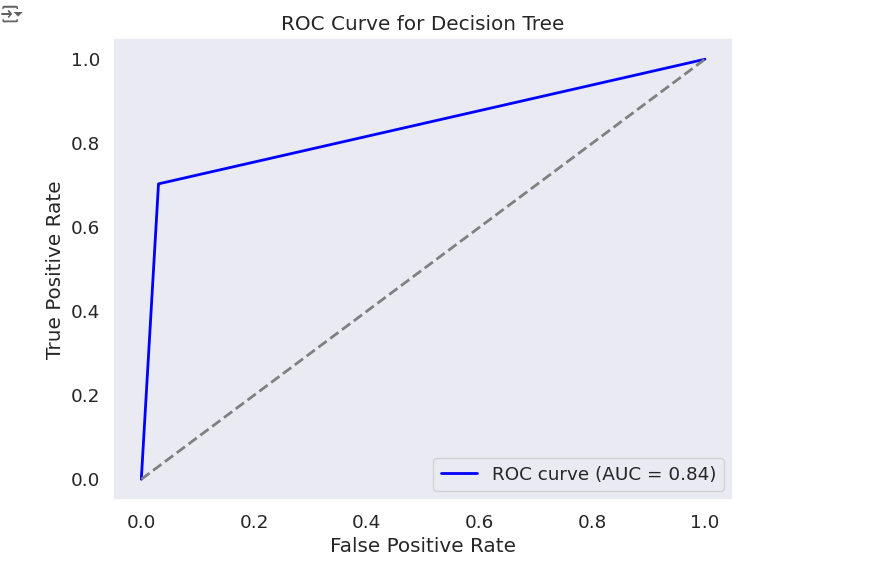 ROC Curve for Decision Tree
1.0
0.8
0.6
0.4
0.2
0.0
True Positive Rate
ROC curve (AUC = 0.84)
0.0 0.2 0.4 0.6 0.8 1.0
False Positive Rate